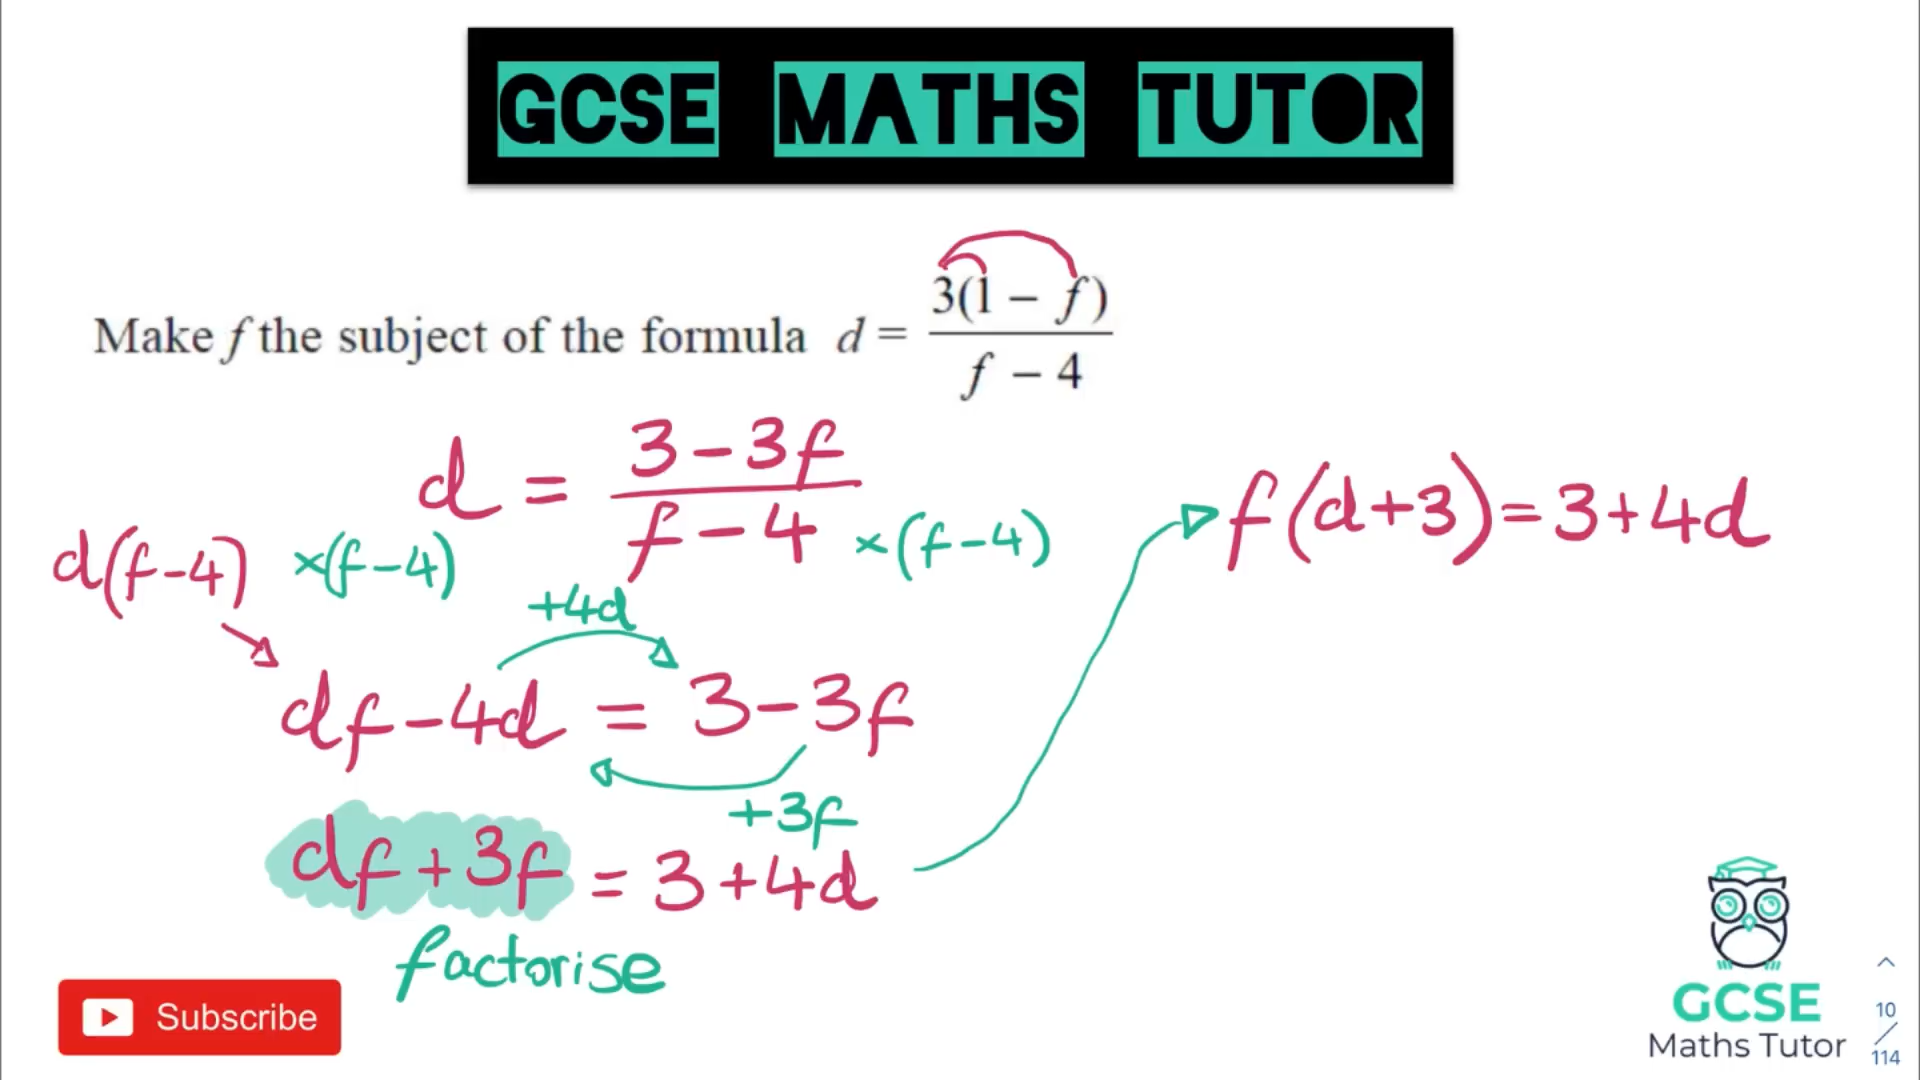 GCSE MATHS TUTOR
Make f the subject of the formula d = 3(1 − f) / f − 4
d = 3−3f / f−4
d(f−4) ×(f−4) ×(f−4)
+4d
df−4d = 3−3f
+3f
df+3f = 3+4d
factorise
f(d+3)=3+4d
Subscribe
GCSE
Maths Tutor
10
/
114